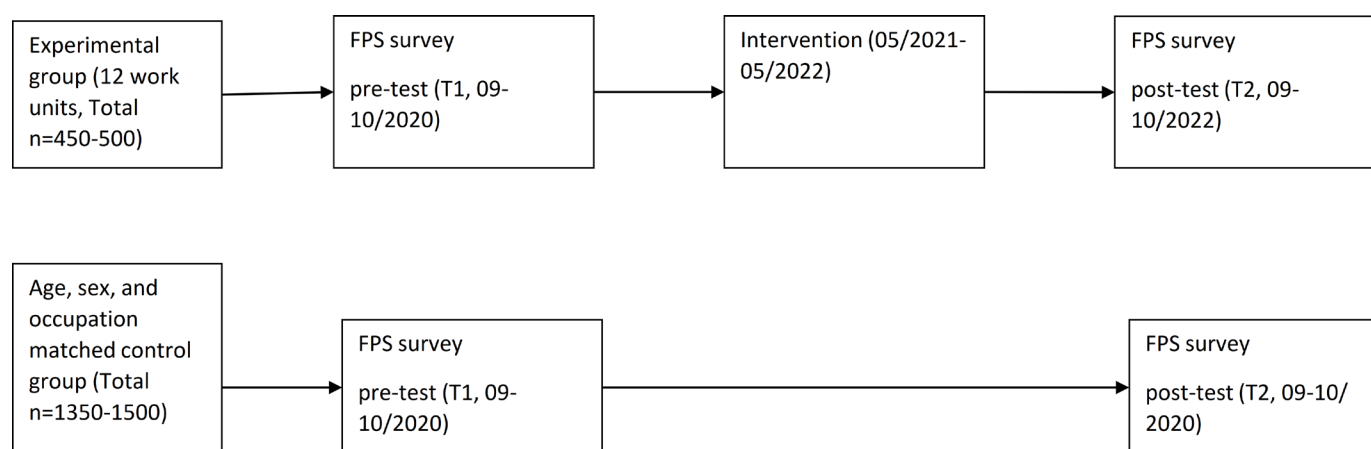 Experimental
group (12 work
units, Total
n=450-500)
FPS survey
pre-test (T1, 09-
10/2020)
Intervention (05/2021-
05/2022)
FPS survey
post-test (T2, 09-
10/2022)
Age, sex, and
occupation
matched control
group (Total
n=1350-1500)
FPS survey
pre-test (T1, 09-
10/2020)
FPS survey
post-test (T2, 09-10/
2020)